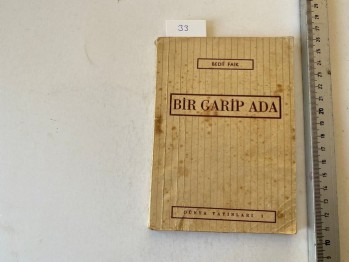 33
BEDİİ FAİK
BİR GARİP ADA
DÜNYA YAYINLARI 1